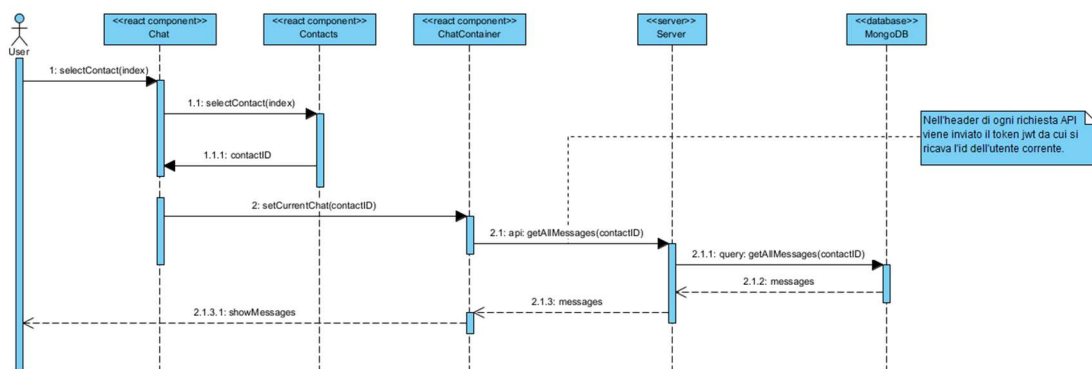 <<react component>>
Chat
<<react component>>
Contacts
<<react component>>
ChatContainer
<<server>>
Server
<<database>>
MongoDB
User
1: selectContact(index)
1.1: selectContact(index)
Nell'header di ogni richiesta API
viene inviato il token jwt da cui si
ricava l'id dell'utente corrente.
1.1.1: contactID
2: setCurrentChat(contactID)
2.1: api: getAllMessages(contactID)
2.1.1: query: getAllMessages(contactID)
2.1.2: messages
2.1.3: messages
2.1.3.1: showMessages